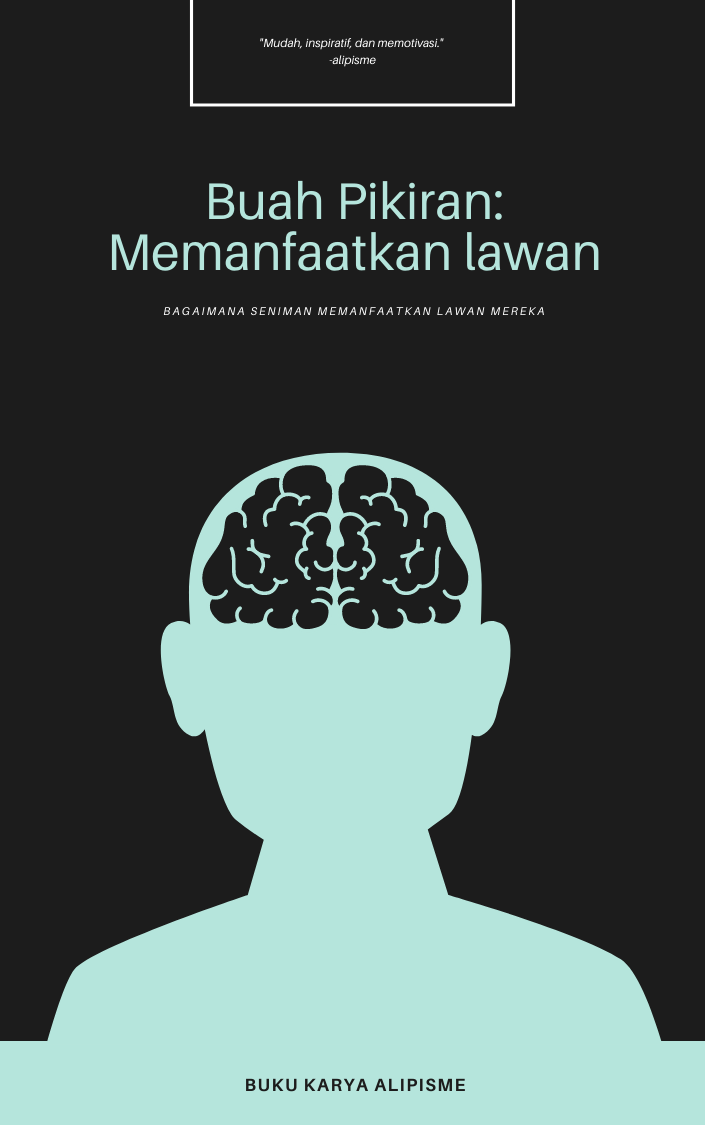 "Mudah, inspiratif, dan memotivasi."
-alipisme
Buah Pikiran:
Memanfaatkan lawan
BAGAIMANA SENIMAN MEMANFAATKAN LAWAN MEREKA
BUKU KARYA ALIPISME